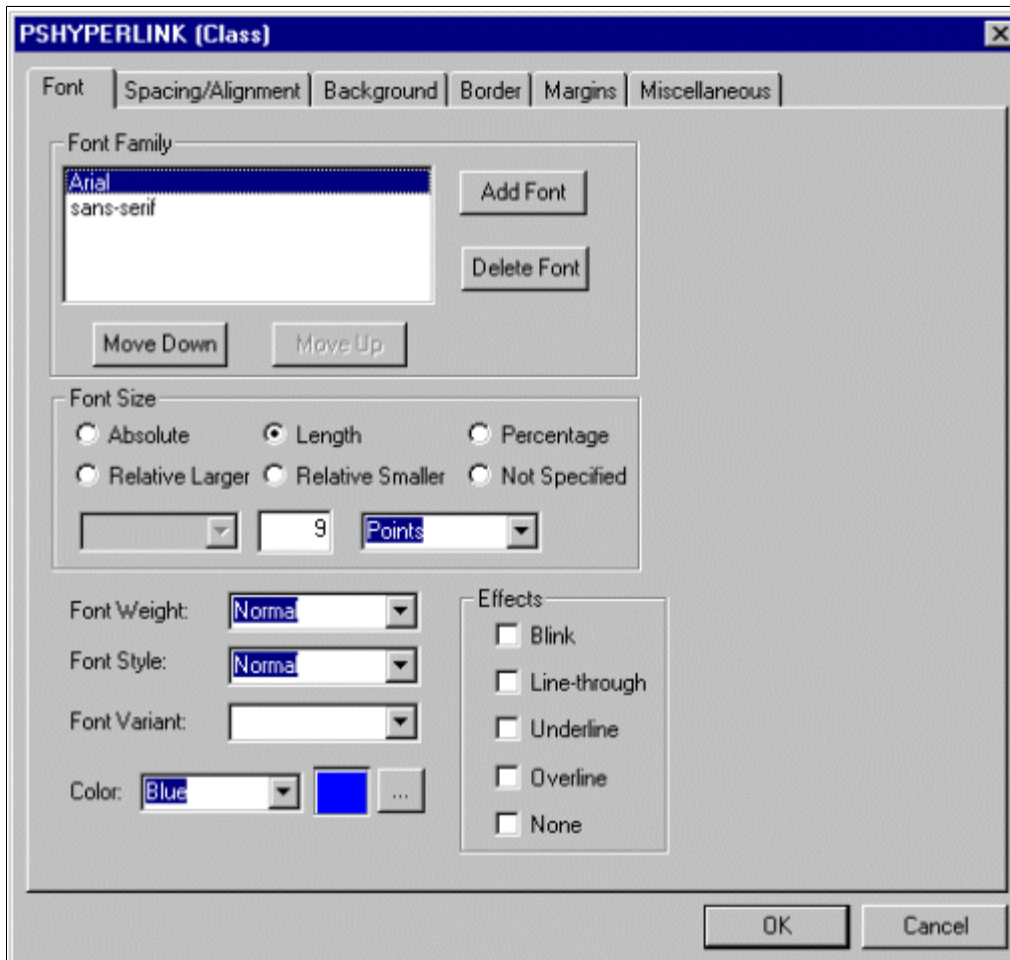 PSHYPERLINK (Class)
Font Spacing/Alignment Background Border Margins Miscellaneous
Font Family
Arial
sans-serif
Add Font
Delete Font
Move Down Move Up
Font Size
Absolute Length Percentage
Relative Larger Relative Smaller Not Specified
9 Points
Font Weight: Normal
Font Style: Normal
Font Variant:
Color: Blue ...
Effects
Blink
Line-through
Underline
Overline
None
OK Cancel